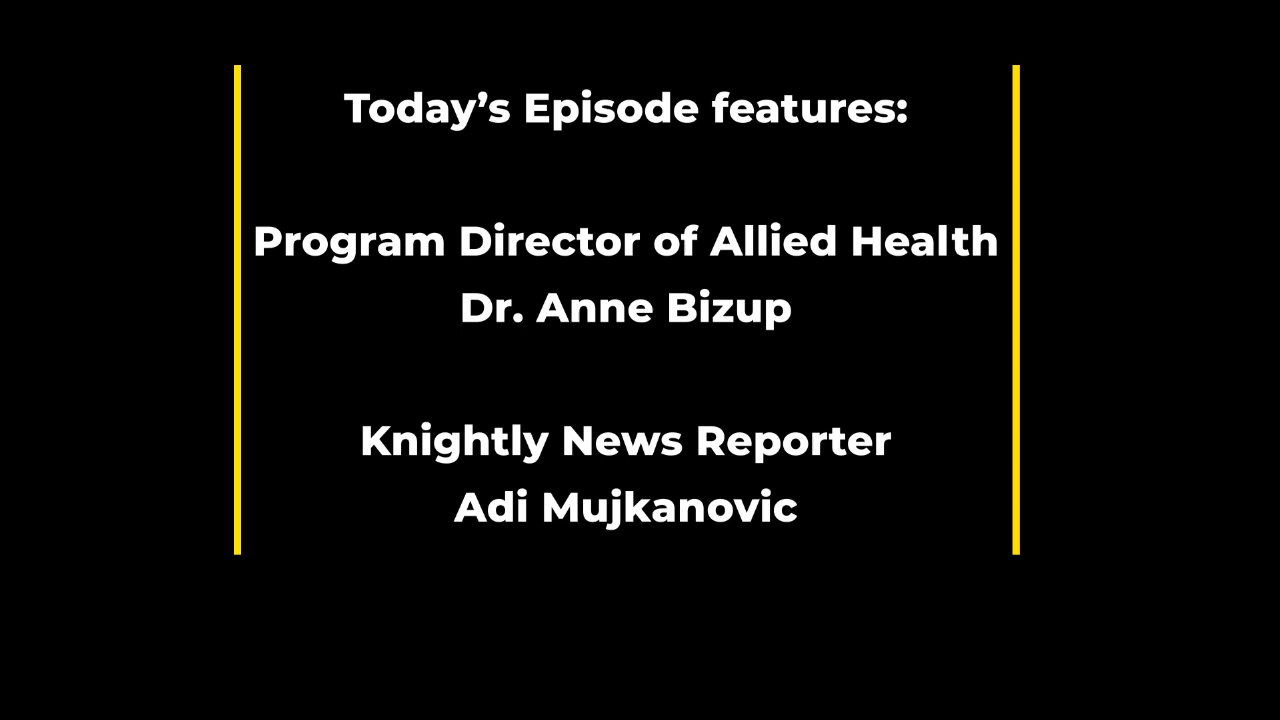 Today’s Episode features:
Program Director of Allied Health
Dr. Anne Bizup
Knightly News Reporter
Adi Mujkanovic